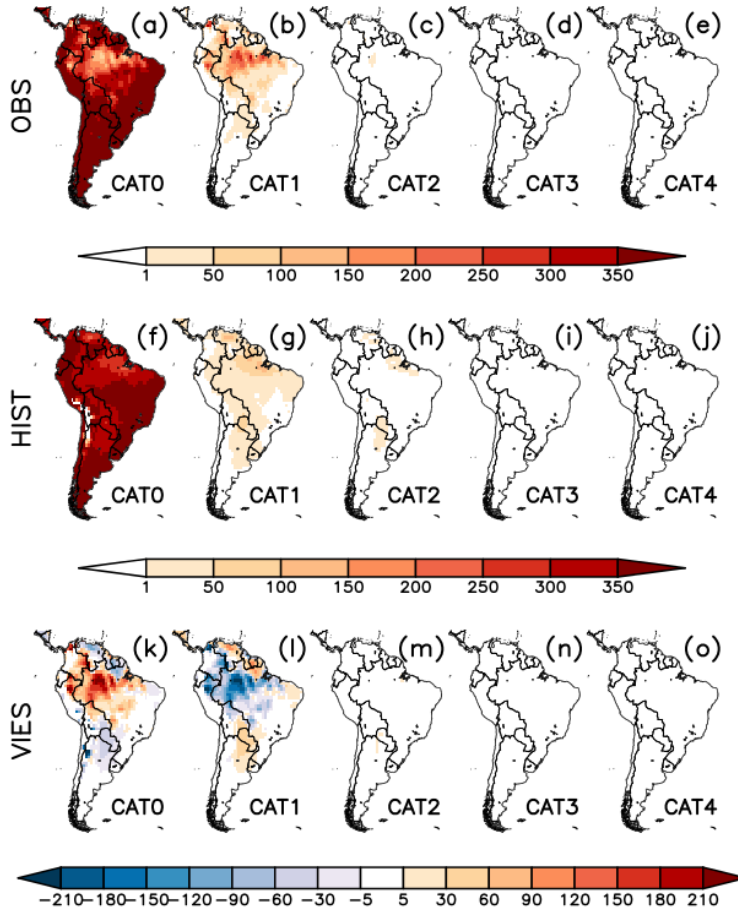 (a) (b) (c) (d) (e)
OBS
CAT0 CAT1 CAT2 CAT3 CAT4
1 50 100 150 200 250 300 350
(f) (g) (h) (i) (j)
HIST
CAT0 CAT1 CAT2 CAT3 CAT4
1 50 100 150 200 250 300 350
(k) (l) (m) (n) (o)
VIES
CAT0 CAT1 CAT2 CAT3 CAT4
−210 −180 −150 −120 −90 −60 −30 −5 5 30 60 90 120 150 180 210